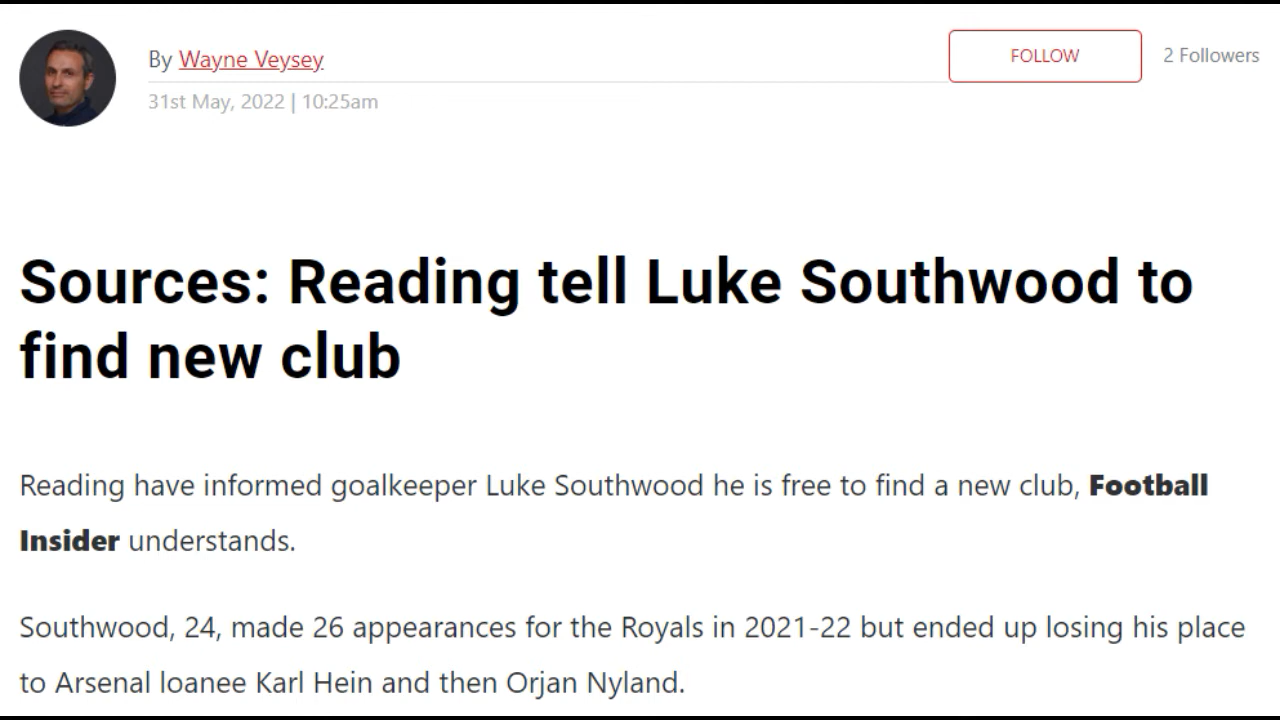 By Wayne Veysey
FOLLOW
2 Followers
31st May, 2022 | 10:25am
Sources: Reading tell Luke Southwood to
find new club
Reading have informed goalkeeper Luke Southwood he is free to find a new club, Football
Insider understands.
Southwood, 24, made 26 appearances for the Royals in 2021-22 but ended up losing his place
to Arsenal loanee Karl Hein and then Orjan Nyland.